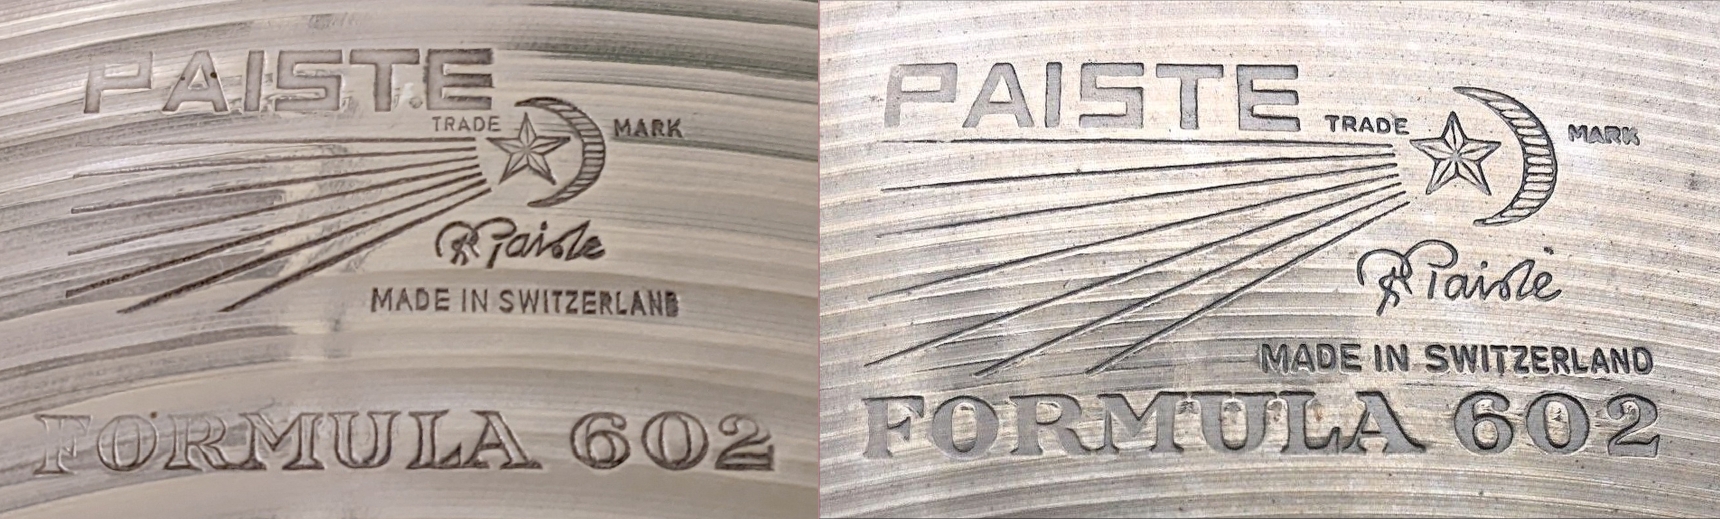 PAISTE
TRADE MARK
Paiste
MADE IN SWITZERLAND
FORMULA 602
PAISTE
TRADE MARK
Paiste
MADE IN SWITZERLAND
FORMULA 602